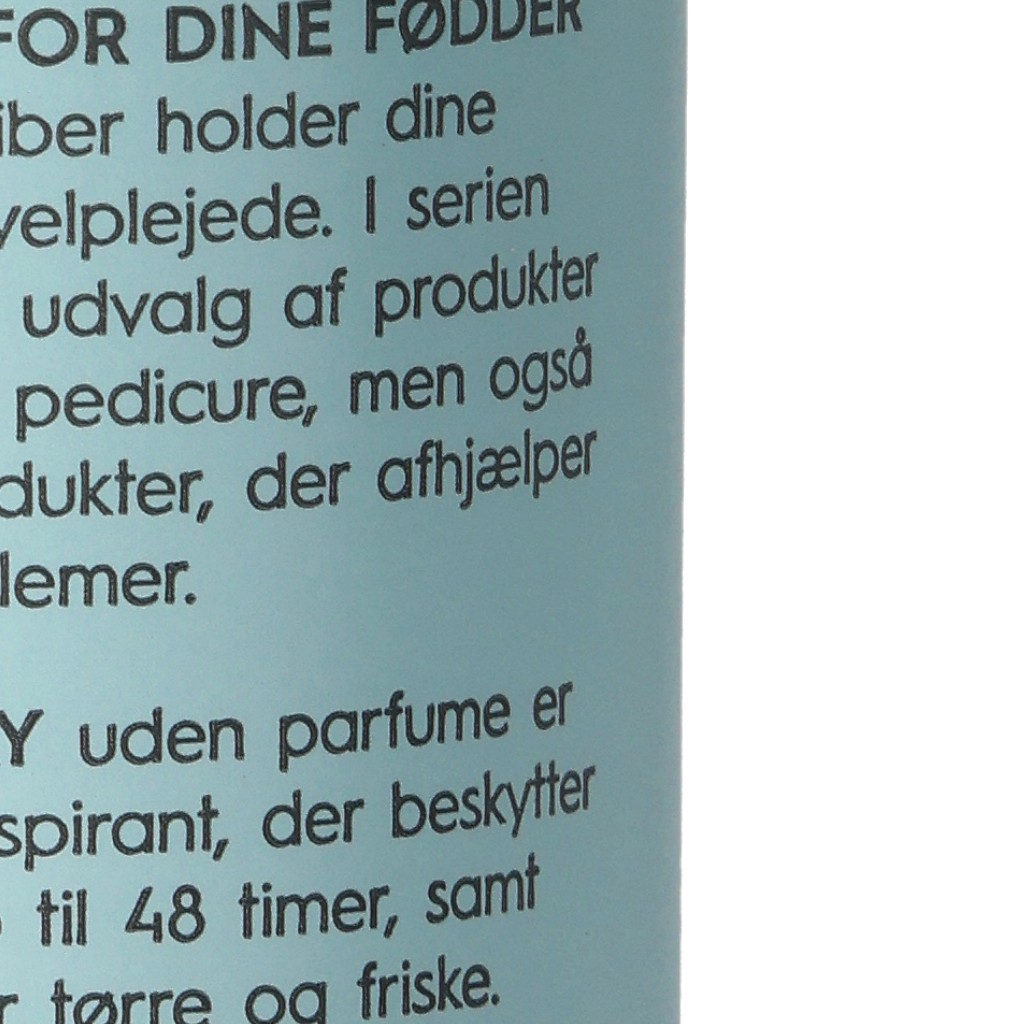 FOR DINE FØDDER
iber holder dine
velplejede. I serien
udvalg af produkter
pedicure, men også
dukter, der afhjælper
lemer.
Y uden parfume er
spirant, der beskytter
til 48 timer, samt
r tørre og friske.